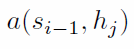 a(s_{i-1}, h_j)